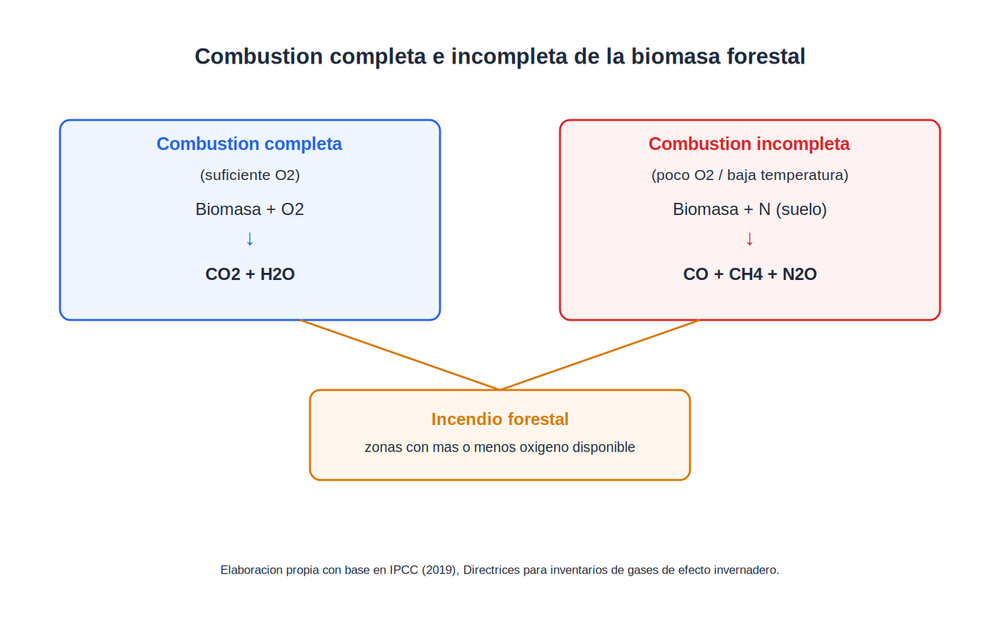 Combustion completa e incompleta de la biomasa forestal
Combustion completa
(suficiente O2)
Biomasa + O2
↓
CO2 + H2O
Combustion incompleta
(poco O2 / baja temperatura)
Biomasa + N (suelo)
↓
CO + CH4 + N2O
Incendio forestal
zonas con mas o menos oxigeno disponible
Elaboracion propia con base en IPCC (2019), Directrices para inventarios de gases de efecto invernadero.